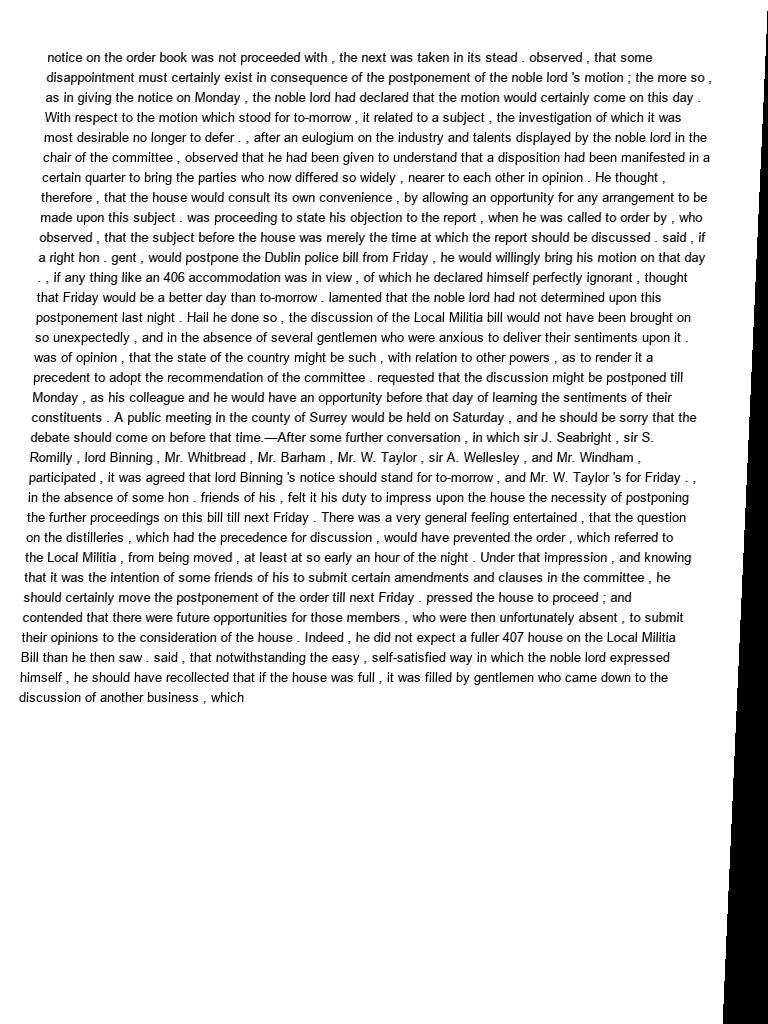 notice on the order book was not proceeded with , the next was taken in its stead . observed , that some
disappointment must certainly exist in consequence of the postponement of the noble lord 's motion ; the more so ,
as in giving the notice on Monday , the noble lord had declared that the motion would certainly come on this day .
With respect to the motion which stood for to-morrow , it related to a subject , the investigation of which it was
most desirable no longer to defer . , after an eulogium on the industry and talents displayed by the noble lord in the
chair of the committee , observed that he had been given to understand that a disposition had been manifested in a
certain quarter to bring the parties who now differed so widely , nearer to each other in opinion . He thought ,
therefore , that the house would consult its own convenience , by allowing an opportunity for any arrangement to be
made upon this subject . was proceeding to state his objection to the report , when he was called to order by , who
observed , that the subject before the house was merely the time at which the report should be discussed . said , if
a right hon . gent , would postpone the Dublin police bill from Friday , he would willingly bring his motion on that day
. , if any thing like an 406 accommodation was in view , of which he declared himself perfectly ignorant , thought
that Friday would be a better day than to-morrow . lamented that the noble lord had not determined upon this
postponement last night . Hail he done so , the discussion of the Local Militia bill would not have been brought on
so unexpectedly , and in the absence of several gentlemen who were anxious to deliver their sentiments upon it .
was of opinion , that the state of the country might be such , with relation to other powers , as to render it a
precedent to adopt the recommendation of the committee . requested that the discussion might be postponed till
Monday , as his colleague and he would have an opportunity before that day of learning the sentiments of their
constituents . A public meeting in the county of Surrey would be held on Saturday , and he should be sorry that the
debate should come on before that time.—After some further conversation , in which sir J. Seabright , sir S.
Romilly , lord Binning , Mr. Whitbread , Mr. Barham , Mr. W. Taylor , sir A. Wellesley , and Mr. Windham ,
participated , it was agreed that lord Binning 's notice should stand for to-morrow , and Mr. W. Taylor 's for Friday . ,
in the absence of some hon . friends of his , felt it his duty to impress upon the house the necessity of postponing
the further proceedings on this bill till next Friday . There was a very general feeling entertained , that the question
on the distilleries , which had the precedence for discussion , would have prevented the order , which referred to
the Local Militia , from being moved , at least at so early an hour of the night . Under that impression , and knowing
that it was the intention of some friends of his to submit certain amendments and clauses in the committee , he
should certainly move the postponement of the order till next Friday . pressed the house to proceed ; and
contended that there were future opportunities for those members , who were then unfortunately absent , to submit
their opinions to the consideration of the house . Indeed , he did not expect a fuller 407 house on the Local Militia
Bill than he then saw . said , that notwithstanding the easy , self-satisfied way in which the noble lord expressed
himself , he should have recollected that if the house was full , it was filled by gentlemen who came down to the
discussion of another business , which